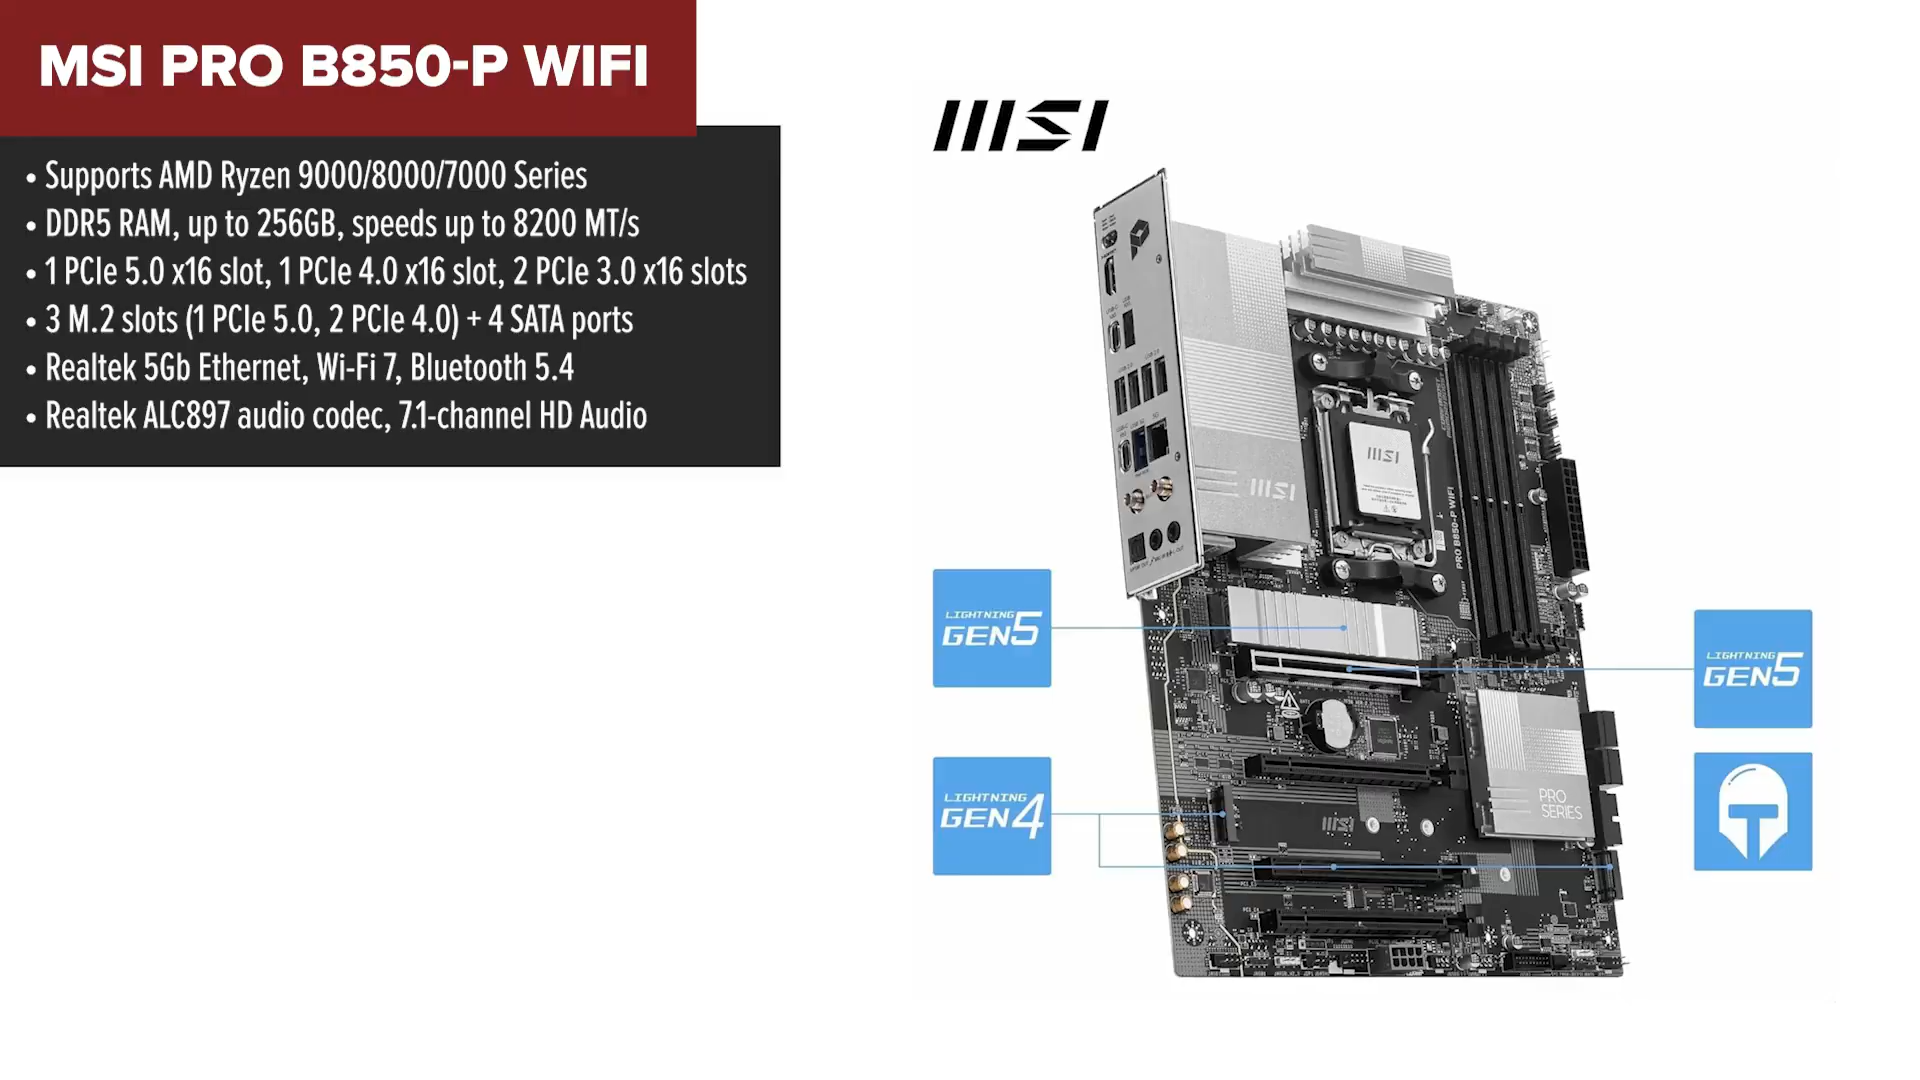 MSI PRO B850-P WIFI
• Supports AMD Ryzen 9000/8000/7000 Series
• DDR5 RAM, up to 256GB, speeds up to 8200 MT/s
• 1 PCIe 5.0 x16 slot, 1 PCIe 4.0 x16 slot, 2 PCIe 3.0 x16 slots
• 3 M.2 slots (1 PCIe 5.0, 2 PCIe 4.0) + 4 SATA ports
• Realtek 5Gb Ethernet, Wi-Fi 7, Bluetooth 5.4
• Realtek ALC897 audio codec, 7.1-channel HD Audio
MSI
MSI
MSI
PRO B850-P WIFI
LIGHTNING
GEN5
LIGHTNING
GEN5
LIGHTNING
GEN4
PRO
SERIES
MSI